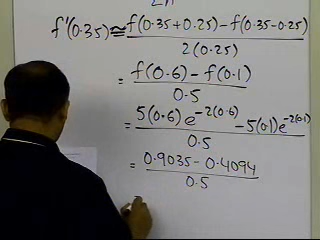 f'(0.35) ≅ f(0.35+0.25) - f(0.35-0.25) / 2(0.25)
= f(0.6) - f(0.1) / 0.5
= 5(0.6)e^-2(0.6) - 5(0.1)e^-2(0.1) / 0.5
= 0.9035 - 0.4094 / 0.5
=